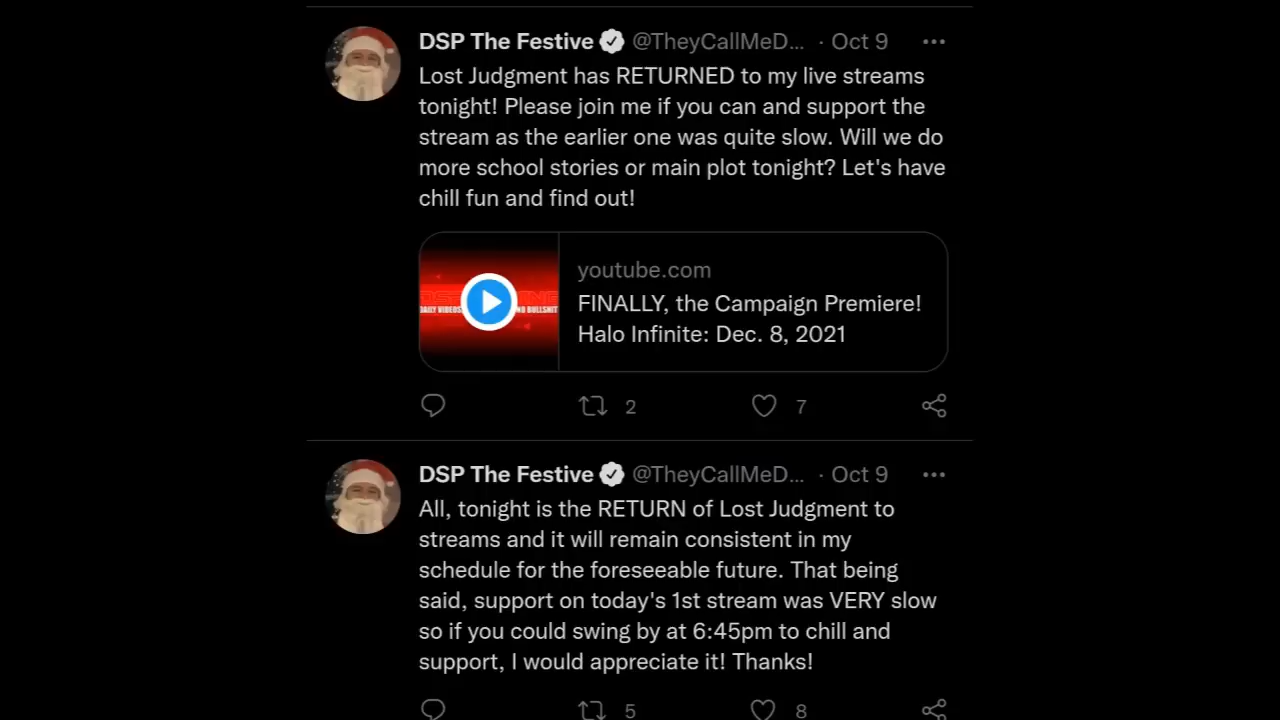 DSP The Festive @TheyCallMeD... · Oct 9
Lost Judgment has RETURNED to my live streams
tonight! Please join me if you can and support the
stream as the earlier one was quite slow. Will we do
more school stories or main plot tonight? Let's have
chill fun and find out!
youtube.com
FINALLY, the Campaign Premiere!
Halo Infinite: Dec. 8, 2021
DAILY VIDEOS
BULLSHIT
2 7
DSP The Festive @TheyCallMeD... · Oct 9
All, tonight is the RETURN of Lost Judgment to
streams and it will remain consistent in my
schedule for the foreseeable future. That being
said, support on today's 1st stream was VERY slow
so if you could swing by at 6:45pm to chill and
support, I would appreciate it! Thanks!
5 8